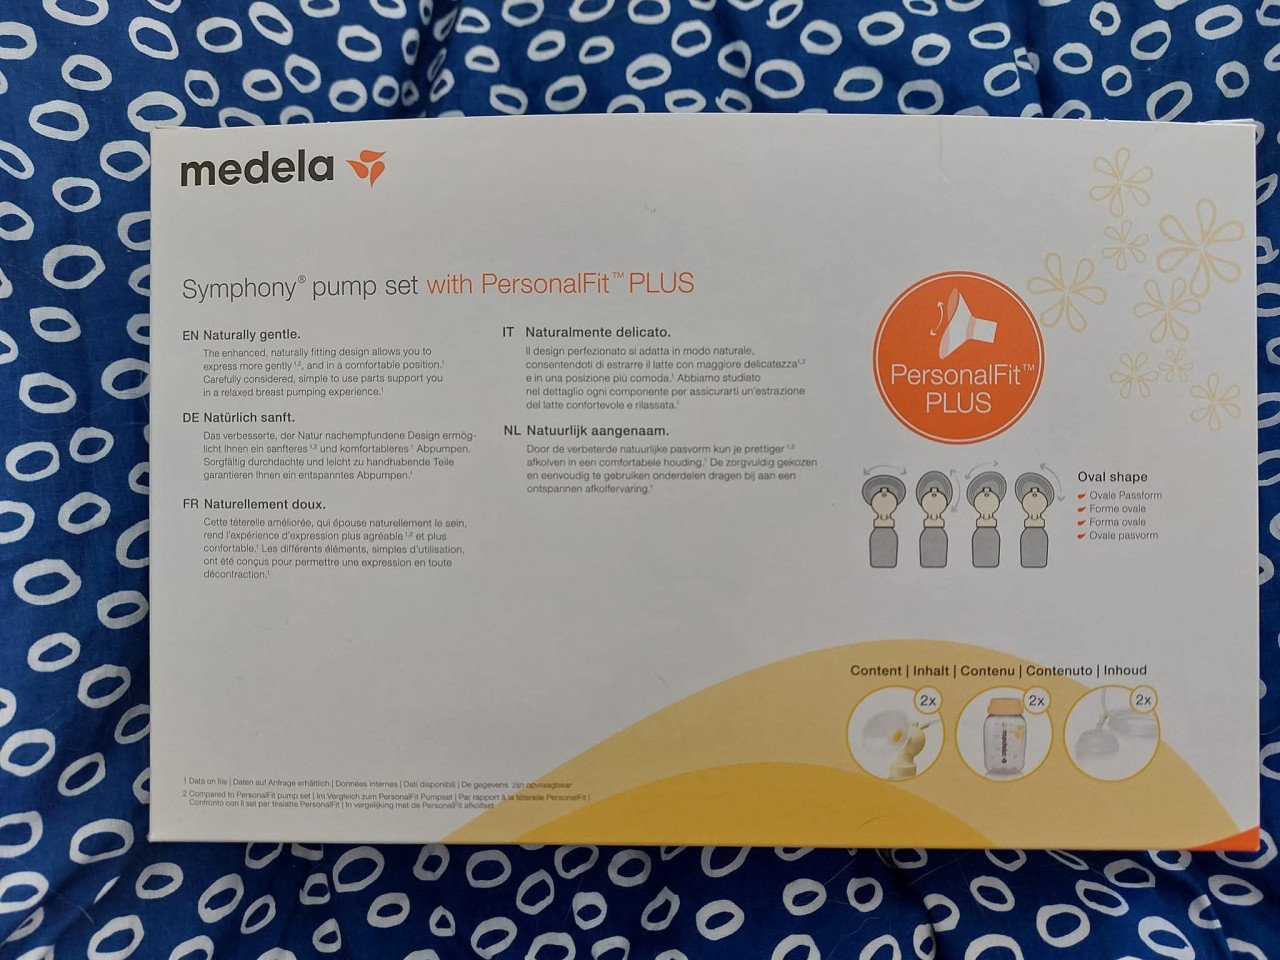 medela
Symphony® pump set with PersonalFit™ PLUS
EN Naturally gentle.
The enhanced, naturally fitting design allows you to
express more gently ¹˒², and in a comfortable position.¹
Carefully considered, simple to use parts support you
in a relaxed breast pumping experience.¹
DE Natürlich sanft.
Das verbesserte, der Natur nachempfundene Design ermög-
licht Ihnen ein sanfteres ¹˒² und komfortableres ¹ Abpumpen.
Sorgfältig durchdachte und leicht zu handhabende Teile
garantieren Ihnen ein entspanntes Abpumpen.¹
FR Naturellement doux.
Cette téterelle améliorée, qui épouse naturellement le sein,
rend l'expérience d'expression plus agréable ¹˒² et plus
confortable.¹ Les différents éléments, simples d'utilisation,
ont été conçus pour permettre une expression en toute
décontraction.¹
IT Naturalmente delicato.
Il design perfezionato si adatta in modo naturale,
consentendoti di estrarre il latte con maggiore delicatezza¹˒²
e in una posizione più comoda.¹ Abbiamo studiato
nel dettaglio ogni componente per assicurarti un'estrazione
del latte confortevole e rilassata.¹
NL Natuurlijk aangenaam.
Door de verbeterde natuurlijke pasvorm kun je prettiger ¹˒²
afkolven in een comfortabele houding.¹ De zorgvuldig gekozen
en eenvoudig te gebruiken onderdelen dragen bij aan een
ontspannen afkolfervaring.¹
PersonalFit™
PLUS
Oval shape
Ovale Passform
Forme ovale
Forma ovale
Ovale pasvorm
Content | Inhalt | Contenu | Contenuto | Inhoud
2x
2x
2x
medela
1 Data on file | Daten auf Anfrage erhältlich | Données internes | Dati disponibili | De gegevens zijn opvraagbaar
2 Compared to PersonalFit pump set | Im Vergleich zum PersonalFit Pumpset | Par rapport à la téterelle PersonalFit |
Confronto con il set per tiralatte PersonalFit | In vergelijking met de PersonalFit afkolfset